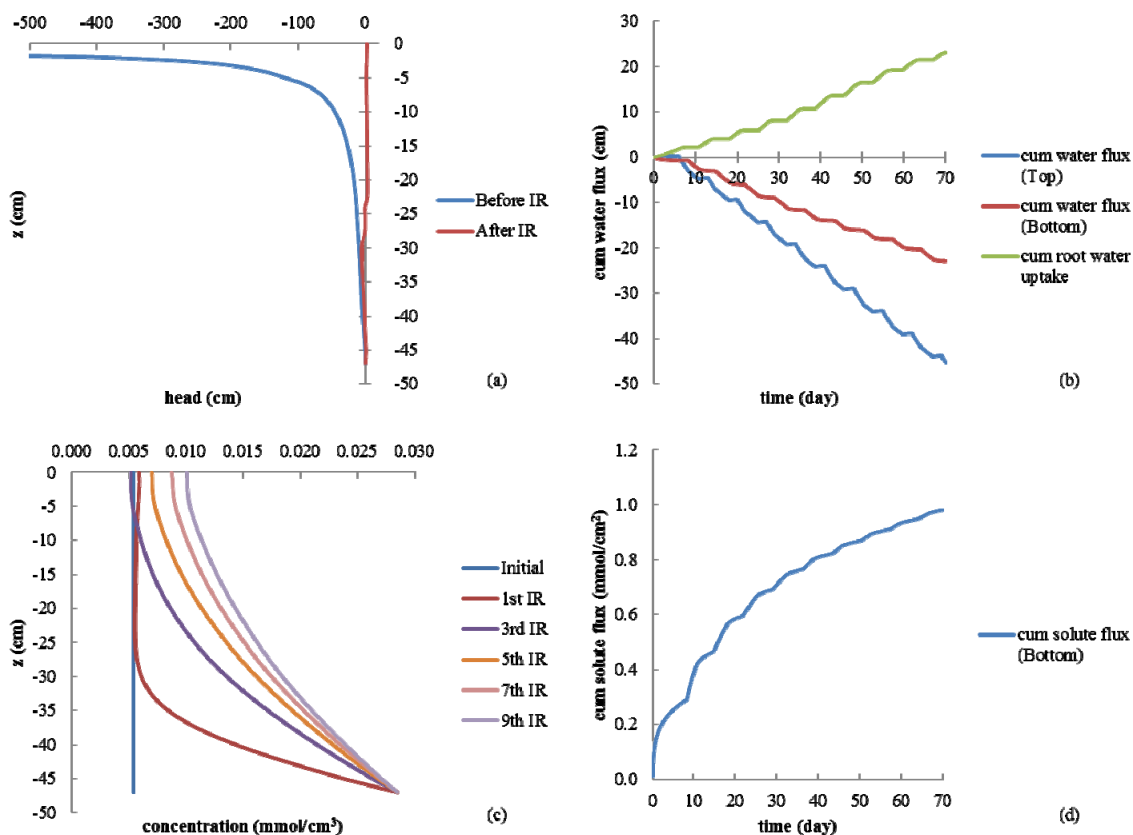 -500 -400 -300 -200 -100 0
0
-5
-10
-15
-20
-25
-30
-35
-40
-45
-50
z (cm)
Before IR
After IR
head (cm)
(a)
30
20
10
0
-10
-20
-30
-40
-50
0 10 20 30 40 50 60 70
cum water flux (cm)
cum water flux
(Top)
cum water flux
(Bottom)
cum root water
uptake
time (day)
(b)
0.000 0.005 0.010 0.015 0.020 0.025 0.030
0
-5
-10
-15
-20
-25
-30
-35
-40
-45
-50
z (cm)
Initial
1st IR
3rd IR
5th IR
7th IR
9th IR
concentration (mmol/cm³)
(c)
1.2
1.0
0.8
0.6
0.4
0.2
0.0
0 10 20 30 40 50 60 70
cum solute flux (mmol/cm²)
cum solute flux
(Bottom)
time (day)
(d)